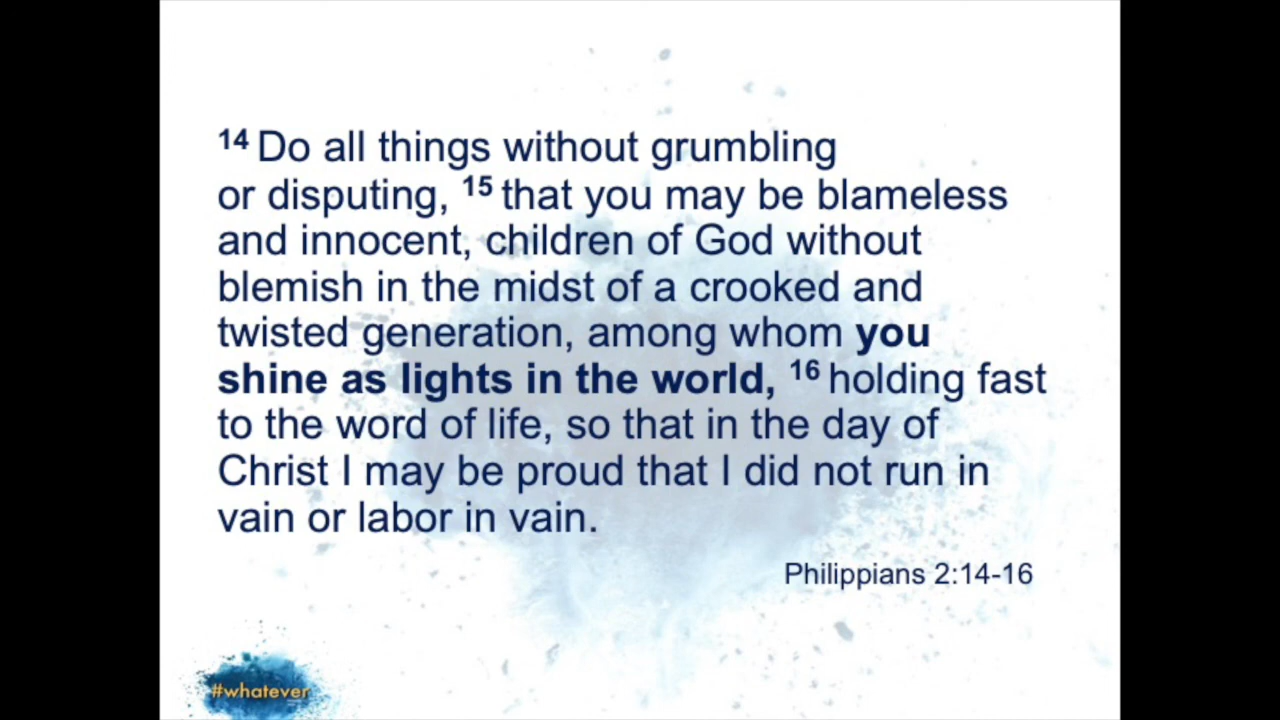 14 Do all things without grumbling
or disputing, 15 that you may be blameless
and innocent, children of God without
blemish in the midst of a crooked and
twisted generation, among whom you
shine as lights in the world, 16 holding fast
to the word of life, so that in the day of
Christ I may be proud that I did not run in
vain or labor in vain.
Philippians 2:14-16
#whatever